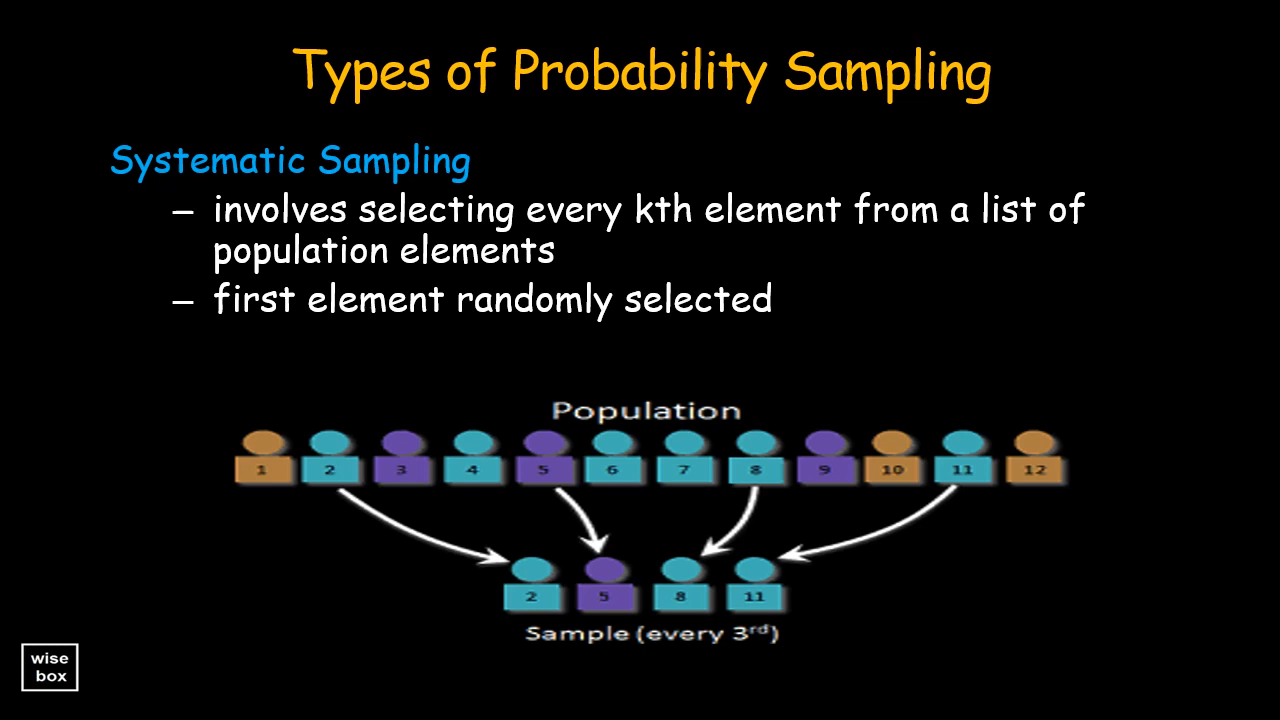 Types of Probability Sampling
Systematic Sampling
– involves selecting every kth element from a list of
population elements
– first element randomly selected
Population
1 2 3 4 5 6 7 8 9 10 11 12
2 5 8 11
Sample (every 3rd)
wise
box